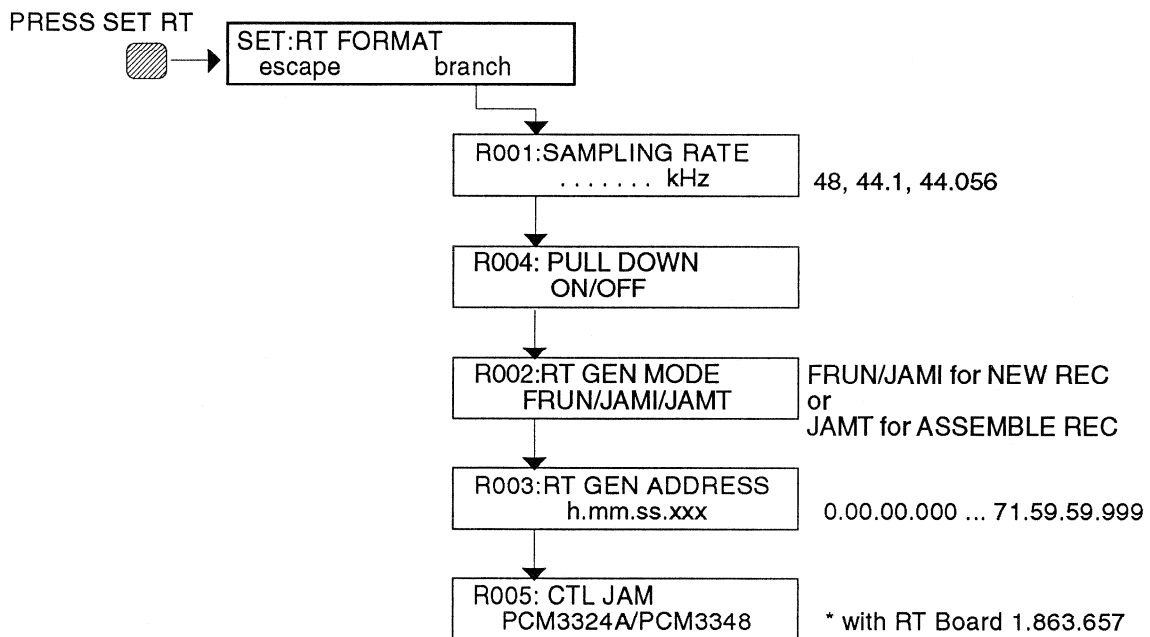 PRESS SET RT
SET:RT FORMAT
escape branch
R001:SAMPLING RATE
....... kHz
48, 44.1, 44.056
R004: PULL DOWN
ON/OFF
R002:RT GEN MODE
FRUN/JAMI/JAMT
FRUN/JAMI for NEW REC
or
JAMT for ASSEMBLE REC
R003:RT GEN ADDRESS
h.mm.ss.xxx
0.00.00.000 ... 71.59.59.999
R005: CTL JAM
PCM3324A/PCM3348
* with RT Board 1.863.657